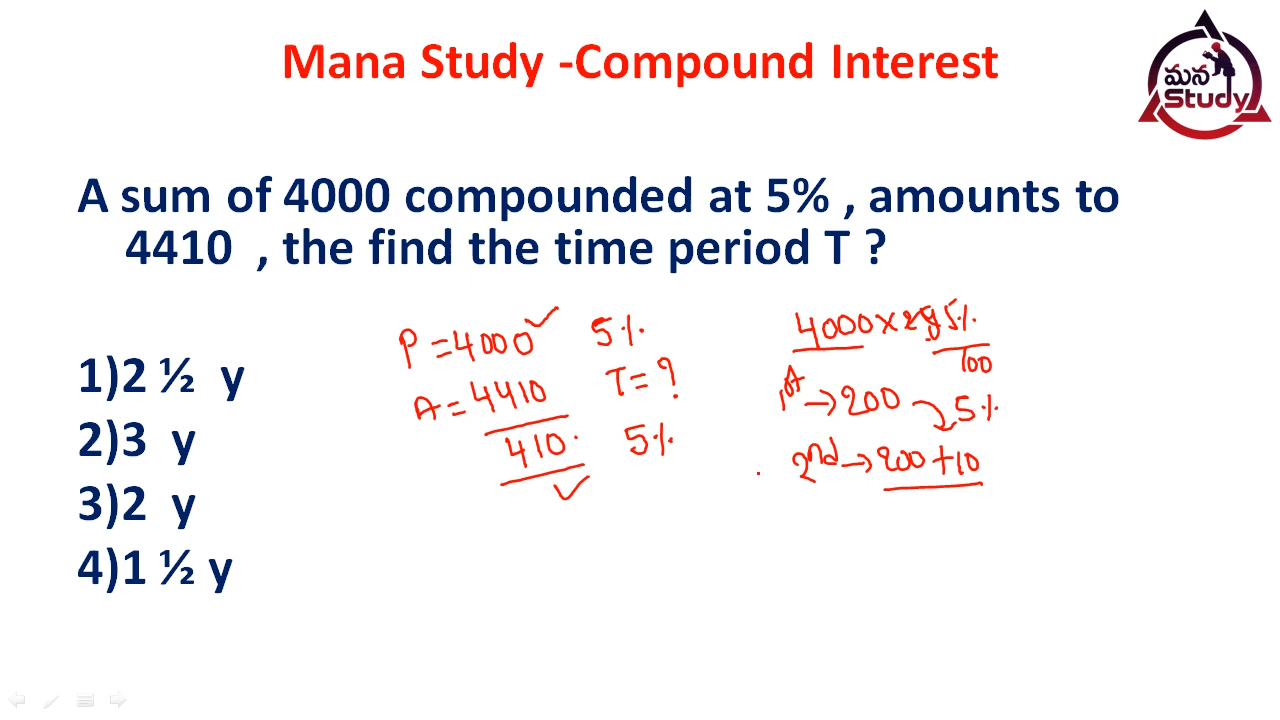 Mana Study -Compound Interest
మన
Study
A sum of 4000 compounded at 5% , amounts to
4410 , the find the time period T ?
1)2 ½ y
2)3 y
3)2 y
4)1 ½ y
P = 4000 ✓ 5%
A = 4410 T = ?
410 5%
✓
4000 × 5%
100
1st → 200 5%
2nd → 200 + 10